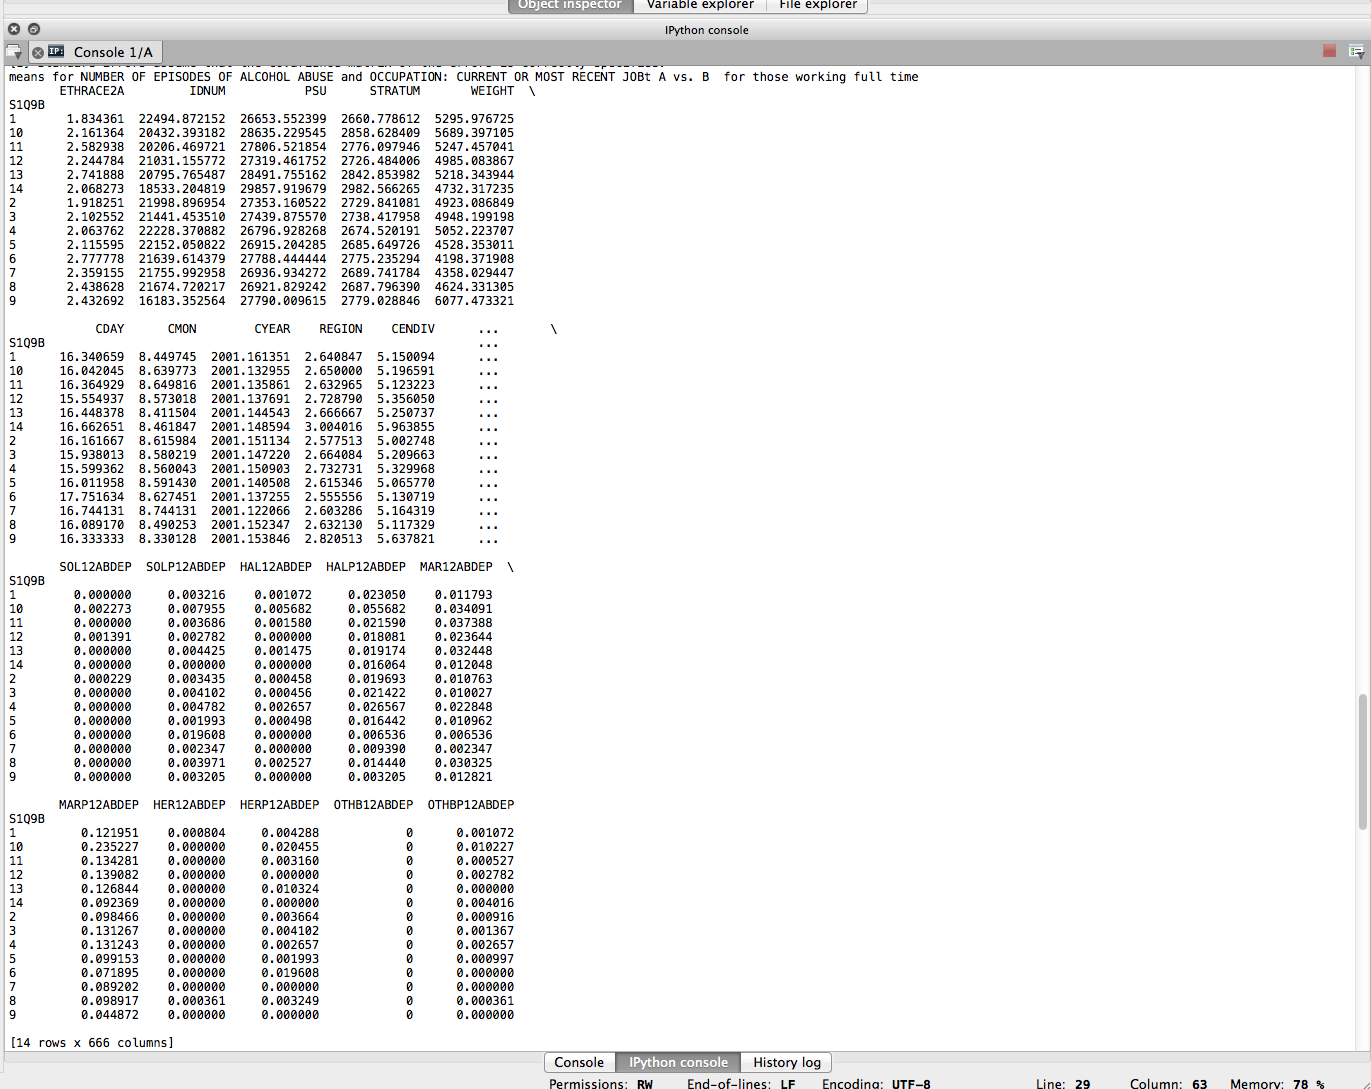 Object inspector Variable explorer File explorer
IPython console
IP: Console 1/A
means for NUMBER OF EPISODES OF ALCOHOL ABUSE and OCCUPATION: CURRENT OR MOST RECENT JOBt A vs. B  for those working full time
ETHRACE2A IDNUM PSU STRATUM WEIGHT \
S1Q9B
1 1.834361 22494.872152 26653.552399 2660.778612 5295.976725
10 2.161364 20432.393182 28635.229545 2858.628409 5689.397105
11 2.582938 20206.469721 27806.521854 2776.097946 5247.457041
12 2.244784 21031.155772 27319.461752 2726.484006 4985.083867
13 2.741888 20795.765487 28491.755162 2842.853982 5218.343944
14 2.068273 18533.204819 29857.919679 2982.566265 4732.317235
2 1.918251 21998.896954 27353.160522 2729.841081 4923.086849
3 2.102552 21441.453510 27439.875570 2738.417958 4948.199198
4 2.063762 22228.370882 26796.928268 2674.520191 5052.223707
5 2.115595 22152.050822 26915.204285 2685.649726 4528.353011
6 2.777778 21639.614379 27788.444444 2775.235294 4198.371908
7 2.359155 21755.992958 26936.934272 2689.741784 4358.029447
8 2.438628 21674.720217 26921.829242 2687.796390 4624.331305
9 2.432692 16183.352564 27790.009615 2779.028846 6077.473321
CDAY CMON CYEAR REGION CENDIV ... \
S1Q9B ...
1 16.340659 8.449745 2001.161351 2.640847 5.150094 ...
10 16.042045 8.639773 2001.132955 2.650000 5.196591 ...
11 16.364929 8.649816 2001.135861 2.632965 5.123223 ...
12 15.554937 8.573018 2001.137691 2.728790 5.356050 ...
13 16.448378 8.411504 2001.144543 2.666667 5.250737 ...
14 16.662651 8.461847 2001.148594 3.004016 5.963855 ...
2 16.161667 8.615984 2001.151134 2.577513 5.002748 ...
3 15.938013 8.580219 2001.147220 2.664084 5.209663 ...
4 15.599362 8.560043 2001.150903 2.732731 5.329968 ...
5 16.011958 8.591430 2001.140508 2.615346 5.065770 ...
6 17.751634 8.627451 2001.137255 2.555556 5.130719 ...
7 16.744131 8.744131 2001.122066 2.603286 5.164319 ...
8 16.089170 8.490253 2001.152347 2.632130 5.117329 ...
9 16.333333 8.330128 2001.153846 2.820513 5.637821 ...
SOL12ABDEP SOLP12ABDEP HAL12ABDEP HALP12ABDEP MAR12ABDEP \
S1Q9B
1 0.000000 0.003216 0.001072 0.023050 0.011793
10 0.002273 0.007955 0.005682 0.055682 0.034091
11 0.000000 0.003686 0.001580 0.021590 0.037388
12 0.001391 0.002782 0.000000 0.018081 0.023644
13 0.000000 0.004425 0.001475 0.019174 0.032448
14 0.000000 0.000000 0.000000 0.016064 0.012048
2 0.000229 0.003435 0.000458 0.019693 0.010763
3 0.000000 0.004102 0.000456 0.021422 0.010027
4 0.000000 0.004782 0.002657 0.026567 0.022848
5 0.000000 0.001993 0.000498 0.016442 0.010962
6 0.000000 0.019608 0.000000 0.006536 0.006536
7 0.000000 0.002347 0.000000 0.009390 0.002347
8 0.000000 0.003971 0.002527 0.014440 0.030325
9 0.000000 0.003205 0.000000 0.003205 0.012821
MARP12ABDEP HER12ABDEP HERP12ABDEP OTHB12ABDEP OTHBP12ABDEP
S1Q9B
1 0.121951 0.000804 0.004288 0 0.001072
10 0.235227 0.000000 0.020455 0 0.010227
11 0.134281 0.000000 0.003160 0 0.000527
12 0.139082 0.000000 0.000000 0 0.002782
13 0.126844 0.000000 0.010324 0 0.000000
14 0.092369 0.000000 0.000000 0 0.004016
2 0.098466 0.000000 0.003664 0 0.000916
3 0.131267 0.000000 0.004102 0 0.001367
4 0.131243 0.000000 0.002657 0 0.002657
5 0.099153 0.000000 0.001993 0 0.000997
6 0.071895 0.000000 0.019608 0 0.000000
7 0.089202 0.000000 0.000000 0 0.000000
8 0.098917 0.000361 0.003249 0 0.000361
9 0.044872 0.000000 0.000000 0 0.000000
[14 rows x 666 columns]
Console IPython console History log
Permissions: RW End-of-lines: LF Encoding: UTF-8 Line: 29 Column: 63 Memory: 78 %